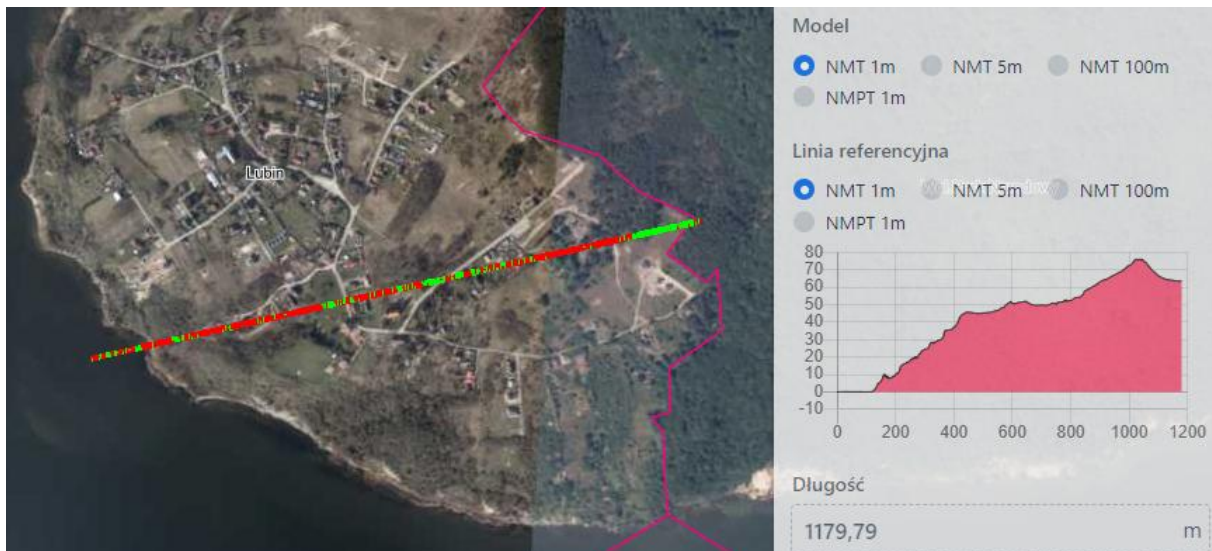 Lubin
Model
NMT 1m NMT 5m NMT 100m
NMPT 1m
Linia referencyjna
NMT 1m NMT 5m NMT 100m
NMPT 1m
80
70
60
50
40
30
20
10
0
-10
0 200 400 600 800 1000 1200
Długość
1179,79 m